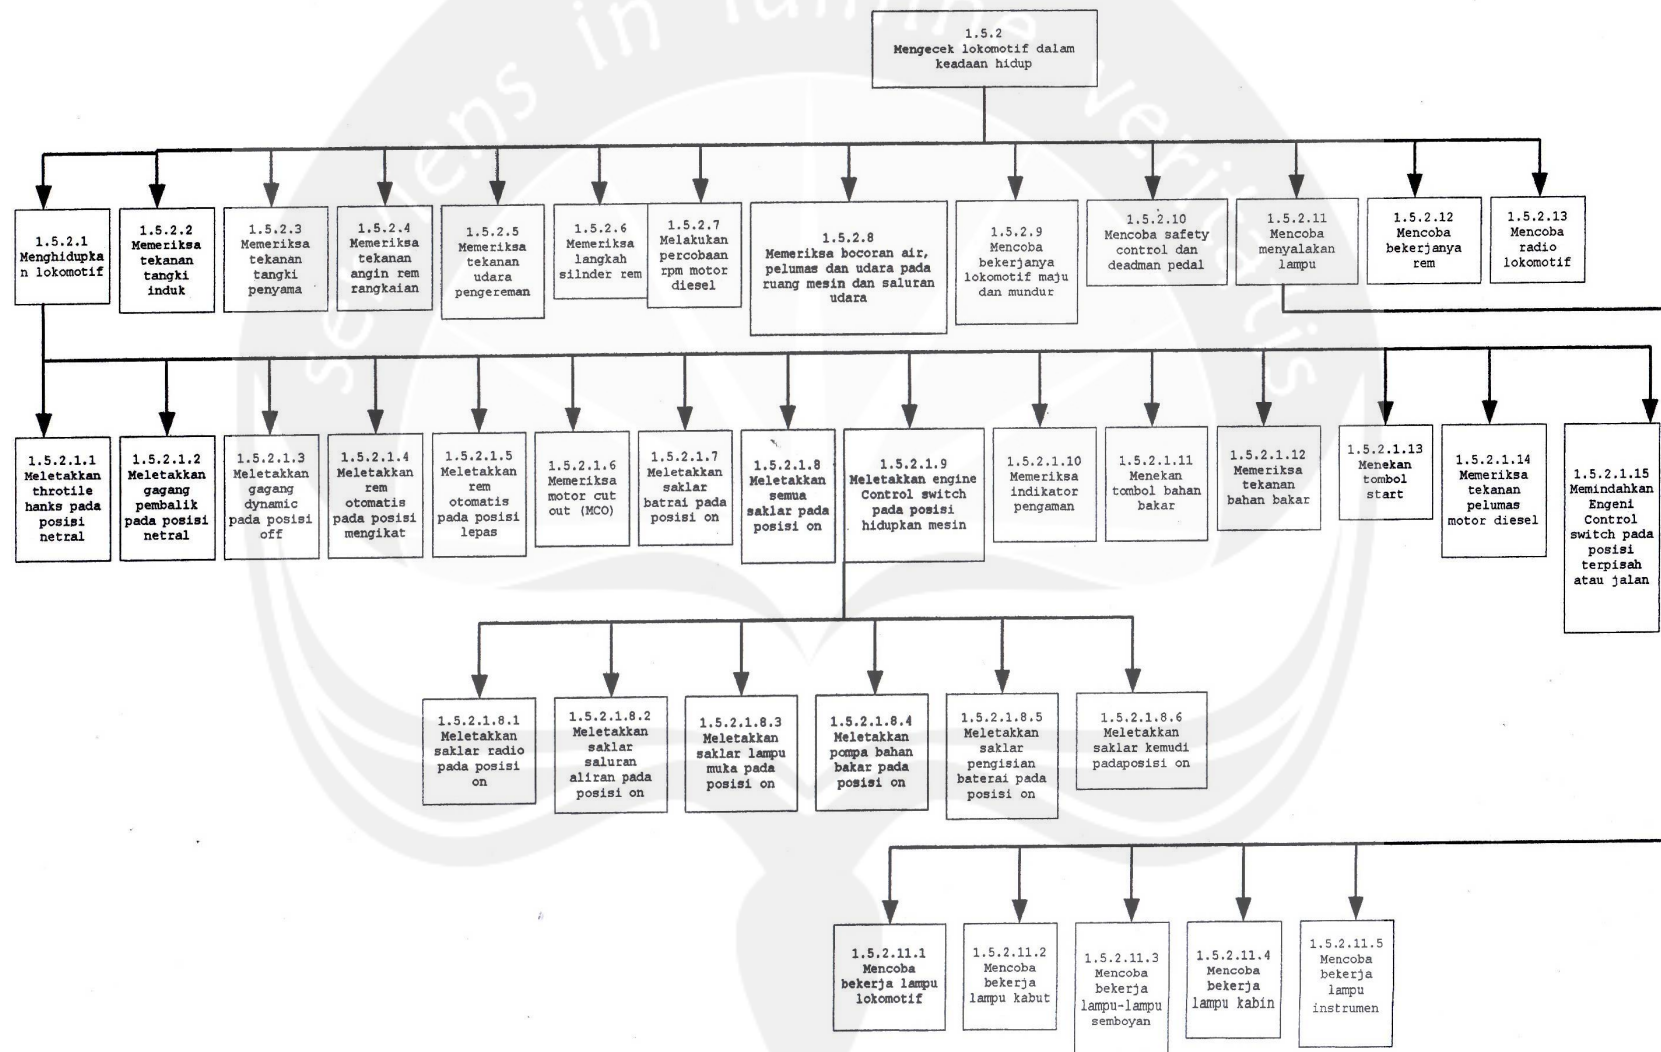 serviens in lumine veritatis
1.5.2
Mengecek lokomotif dalam
keadaan hidup
1.5.2.1
Menghidupka
n lokomotif
1.5.2.2
Memeriksa
tekanan
tangki
induk
1.5.2.3
Memeriksa
tekanan
tangki
penyama
1.5.2.4
Memeriksa
tekanan
angin rem
rangkaian
1.5.2.5
Memeriksa
tekanan
udara
pengereman
1.5.2.6
Memeriksa
langkah
silnder rem
1.5.2.7
Melakukan
percobaan
rpm motor
diesel
1.5.2.8
Memeriksa bocoran air,
pelumas dan udara pada
ruang mesin dan saluran
udara
1.5.2.9
Mencoba
bekerjanya
lokomotif maju
dan mundur
1.5.2.10
Mencoba safety
control dan
deadman pedal
1.5.2.11
Mencoba
menyalakan
lampu
1.5.2.12
Mencoba
bekerjanya
rem
1.5.2.13
Mencoba
radio
lokomotif
1.5.2.1.1
Meletakkan
throtile
hanks pada
posisi
netral
1.5.2.1.2
Meletakkan
gagang
pembalik
pada posisi
netral
1.5.2.1.3
Meletakkan
gagang
dynamic
pada posisi
off
1.5.2.1.4
Meletakkan
rem
otomatis
pada posisi
mengikat
1.5.2.1.5
Meletakkan
rem
otomatis
pada posisi
lepas
1.5.2.1.6
Memeriksa
motor cut
out (MCO)
1.5.2.1.7
Meletakkan
saklar
batrai pada
posisi on
1.5.2.1.8
Meletakkan
semua
saklar pada
posisi on
1.5.2.1.9
Meletakkan engine
Control switch
pada posisi
hidupkan mesin
1.5.2.1.10
Memeriksa
indikator
pengaman
1.5.2.1.11
Menekan
tombol bahan
bakar
1.5.2.1.12
Memeriksa
tekanan
bahan bakar
1.5.2.1.13
Menekan
tombol
start
1.5.2.1.14
Memeriksa
tekanan
pelumas
motor diesel
1.5.2.1.15
Memindahkan
Engeni
Control
switch pada
posisi
terpisah
atau jalan
1.5.2.1.8.1
Meletakkan
saklar radio
pada posisi
on
1.5.2.1.8.2
Meletakkan
saklar
saluran
aliran pada
posisi on
1.5.2.1.8.3
Meletakkan
saklar lampu
muka pada
posisi on
1.5.2.1.8.4
Meletakkan
pompa bahan
bakar pada
posisi on
1.5.2.1.8.5
Meletakkan
saklar
pengisian
baterai pada
posisi on
1.5.2.1.8.6
Meletakkan
saklar kemudi
padaposisi on
1.5.2.11.1
Mencoba
bekerja lampu
lokomotif
1.5.2.11.2
Mencoba
bekerja
lampu kabut
1.5.2.11.3
Mencoba
bekerja
lampu-lampu
semboyan
1.5.2.11.4
Mencoba
bekerja
lampu kabin
1.5.2.11.5
Mencoba
bekerja
lampu
instrumen